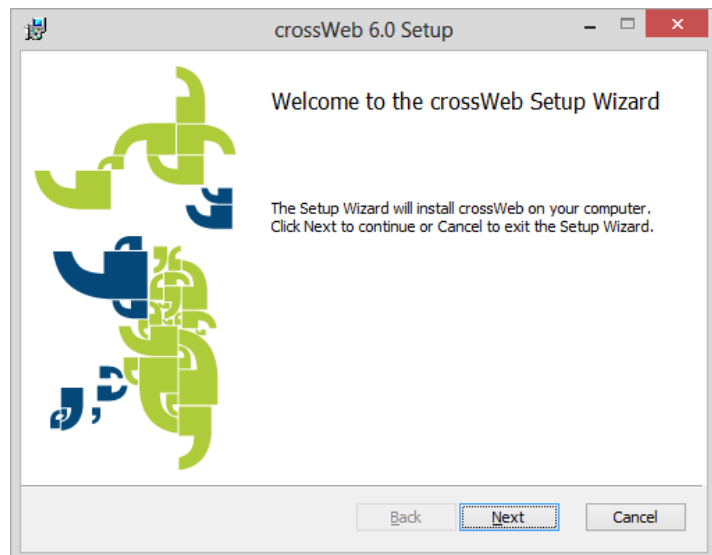 crossWeb 6.0 Setup
Welcome to the crossWeb Setup Wizard
The Setup Wizard will install crossWeb on your computer.
Click Next to continue or Cancel to exit the Setup Wizard.
Back Next Cancel